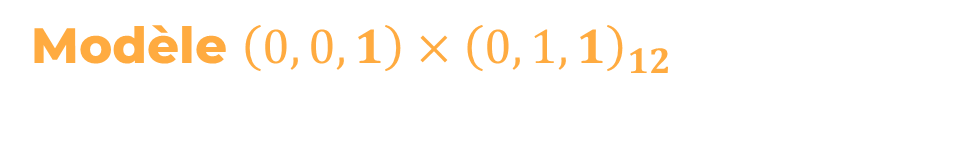 Modèle (0, 0, 1) × (0, 1, 1)₁₂